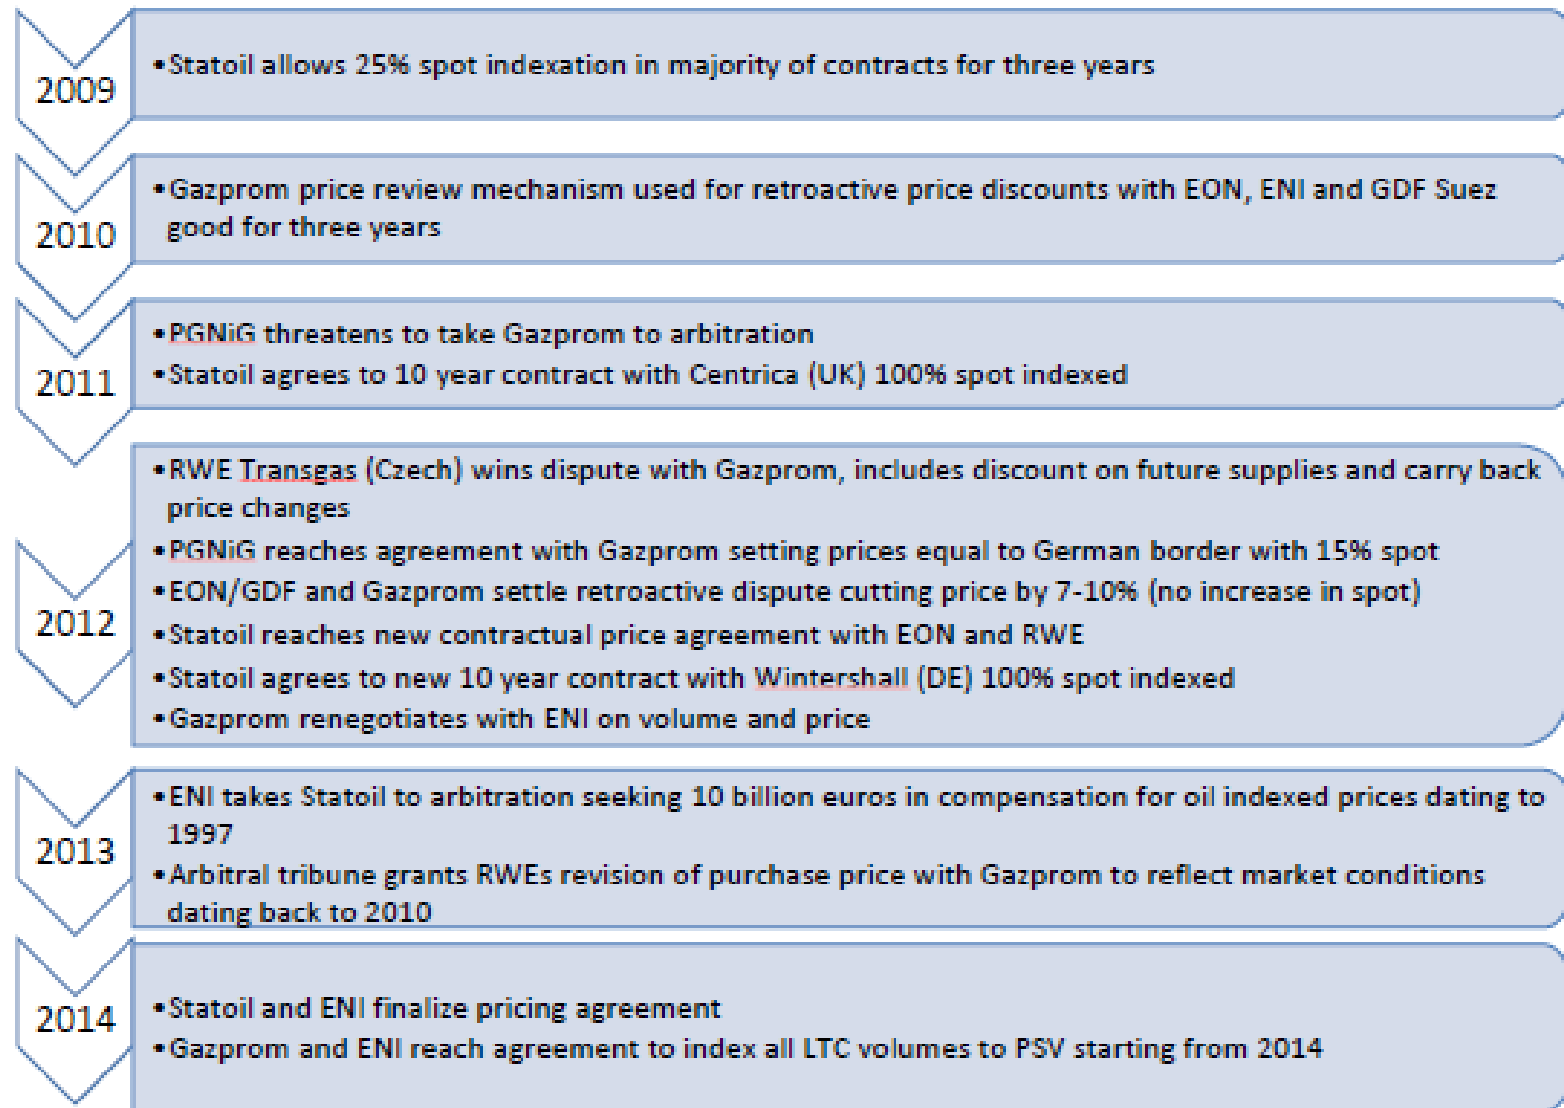 2009
•Statoil allows 25% spot indexation in majority of contracts for three years
2010
•Gazprom price review mechanism used for retroactive price discounts with EON, ENI and GDF Suez
good for three years
2011
•PGNiG threatens to take Gazprom to arbitration
•Statoil agrees to 10 year contract with Centrica (UK) 100% spot indexed
2012
•RWE Transgas (Czech) wins dispute with Gazprom, includes discount on future supplies and carry back
price changes
•PGNiG reaches agreement with Gazprom setting prices equal to German border with 15% spot
•EON/GDF and Gazprom settle retroactive dispute cutting price by 7-10% (no increase in spot)
•Statoil reaches new contractual price agreement with EON and RWE
•Statoil agrees to new 10 year contract with Wintershall (DE) 100% spot indexed
•Gazprom renegotiates with ENI on volume and price
2013
•ENI takes Statoil to arbitration seeking 10 billion euros in compensation for oil indexed prices dating to
1997
•Arbitral tribune grants RWEs revision of purchase price with Gazprom to reflect market conditions
dating back to 2010
2014
•Statoil and ENI finalize pricing agreement
•Gazprom and ENI reach agreement to index all LTC volumes to PSV starting from 2014